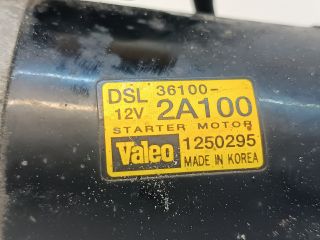 DSL 36100-
12V 2A100
STARTER MOTOR
Valeo 1250295
MADE IN KOREA